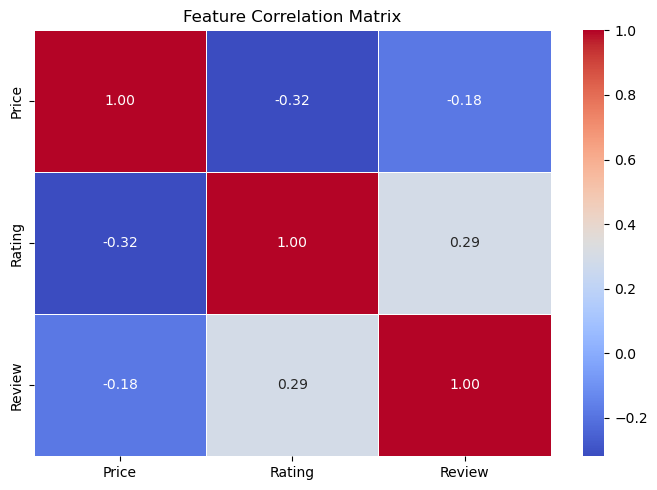 Feature Correlation Matrix
Price
1.00
-0.32
-0.18
Rating
-0.32
1.00
0.29
Review
-0.18
0.29
1.00
Price
Rating
Review
1.0
0.8
0.6
0.4
0.2
0.0
−0.2